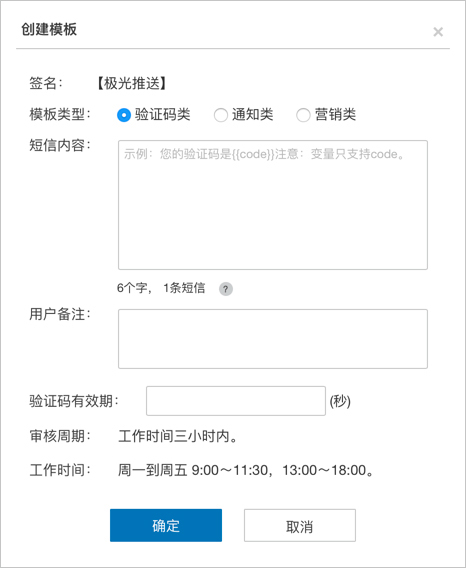 创建模板 ×
签名： 【极光推送】
模板类型： 验证码类 通知类 营销类
短信内容： 示例：您的验证码是{{code}}注意：变量只支持code。
6个字， 1条短信 ?
用户备注：
验证码有效期： (秒)
审核周期： 工作时间三小时内。
工作时间： 周一到周五 9:00～11:30，13:00～18:00。
确定 取消